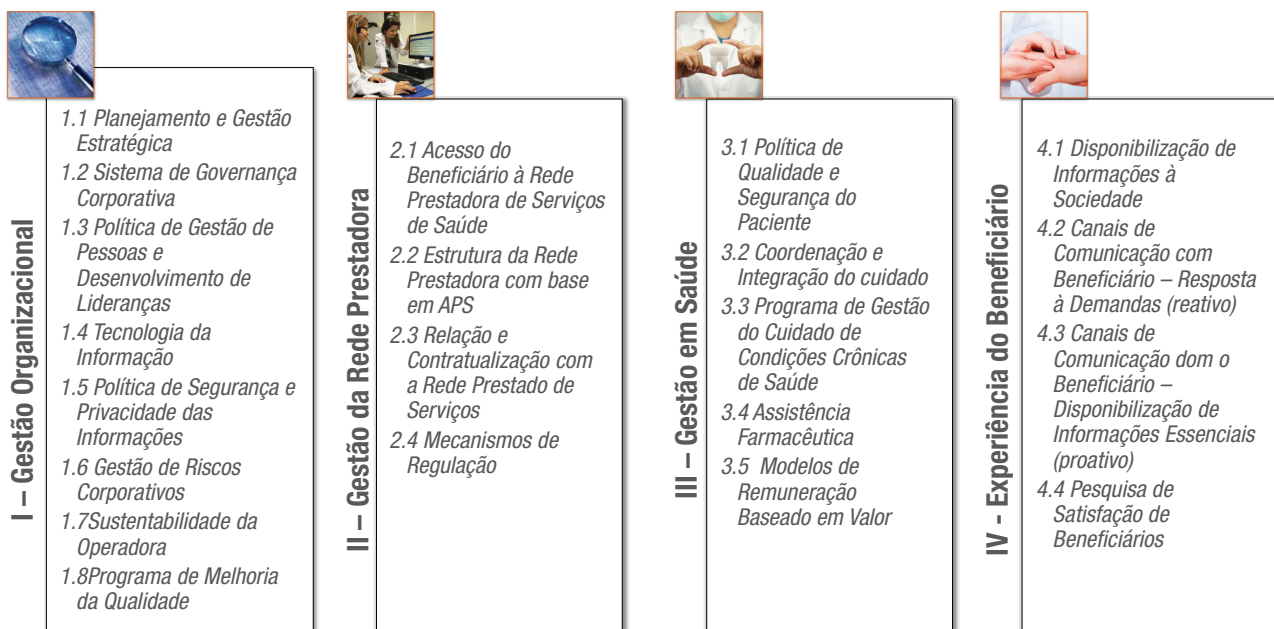 I – Gestão Organizacional
1.1 Planejamento e Gestão
Estratégica
1.2 Sistema de Governança
Corporativa
1.3 Política de Gestão de
Pessoas e
Desenvolvimento de
Lideranças
1.4 Tecnologia da
Informação
1.5 Política de Segurança e
Privacidade das
Informações
1.6 Gestão de Riscos
Corporativos
1.7Sustentabilidade da
Operadora
1.8Programa de Melhoria
da Qualidade
II – Gestão da Rede Prestadora
2.1 Acesso do
Beneficiário à Rede
Prestadora de Serviços
de Saúde
2.2 Estrutura da Rede
Prestadora com base
em APS
2.3 Relação e
Contratualização com
a Rede Prestado de
Serviços
2.4 Mecanismos de
Regulação
III – Gestão em Saúde
3.1 Política de
Qualidade e
Segurança do
Paciente
3.2 Coordenação e
Integração do cuidado
3.3 Programa de Gestão
do Cuidado de
Condições Crônicas
de Saúde
3.4 Assistência
Farmacêutica
3.5 Modelos de
Remuneração
Baseado em Valor
IV - Experiência do Beneficiário
4.1 Disponibilização de
Informações à
Sociedade
4.2 Canais de
Comunicação com
Beneficiário – Resposta
à Demandas (reativo)
4.3 Canais de
Comunicação dom o
Beneficiário –
Disponibilização de
Informações Essenciais
(proativo)
4.4 Pesquisa de
Satisfação de
Beneficiários